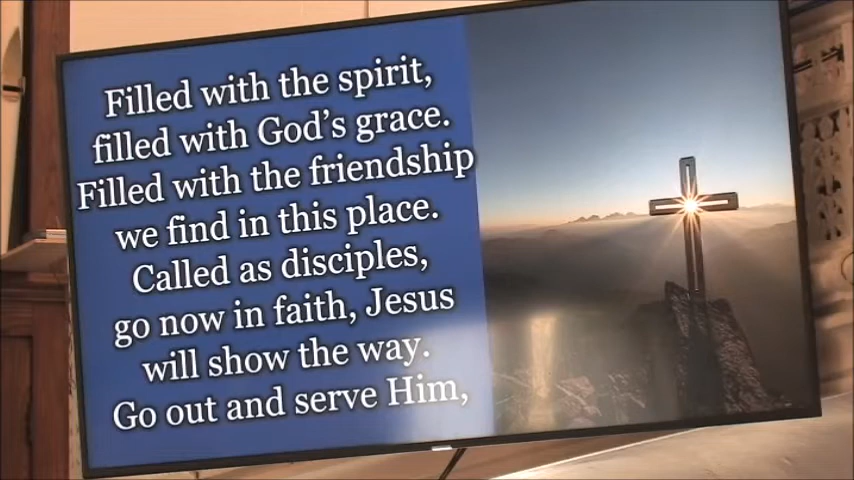 Filled with the spirit,
filled with God's grace.
Filled with the friendship
we find in this place.
Called as disciples,
go now in faith, Jesus
will show the way.
Go out and serve Him,